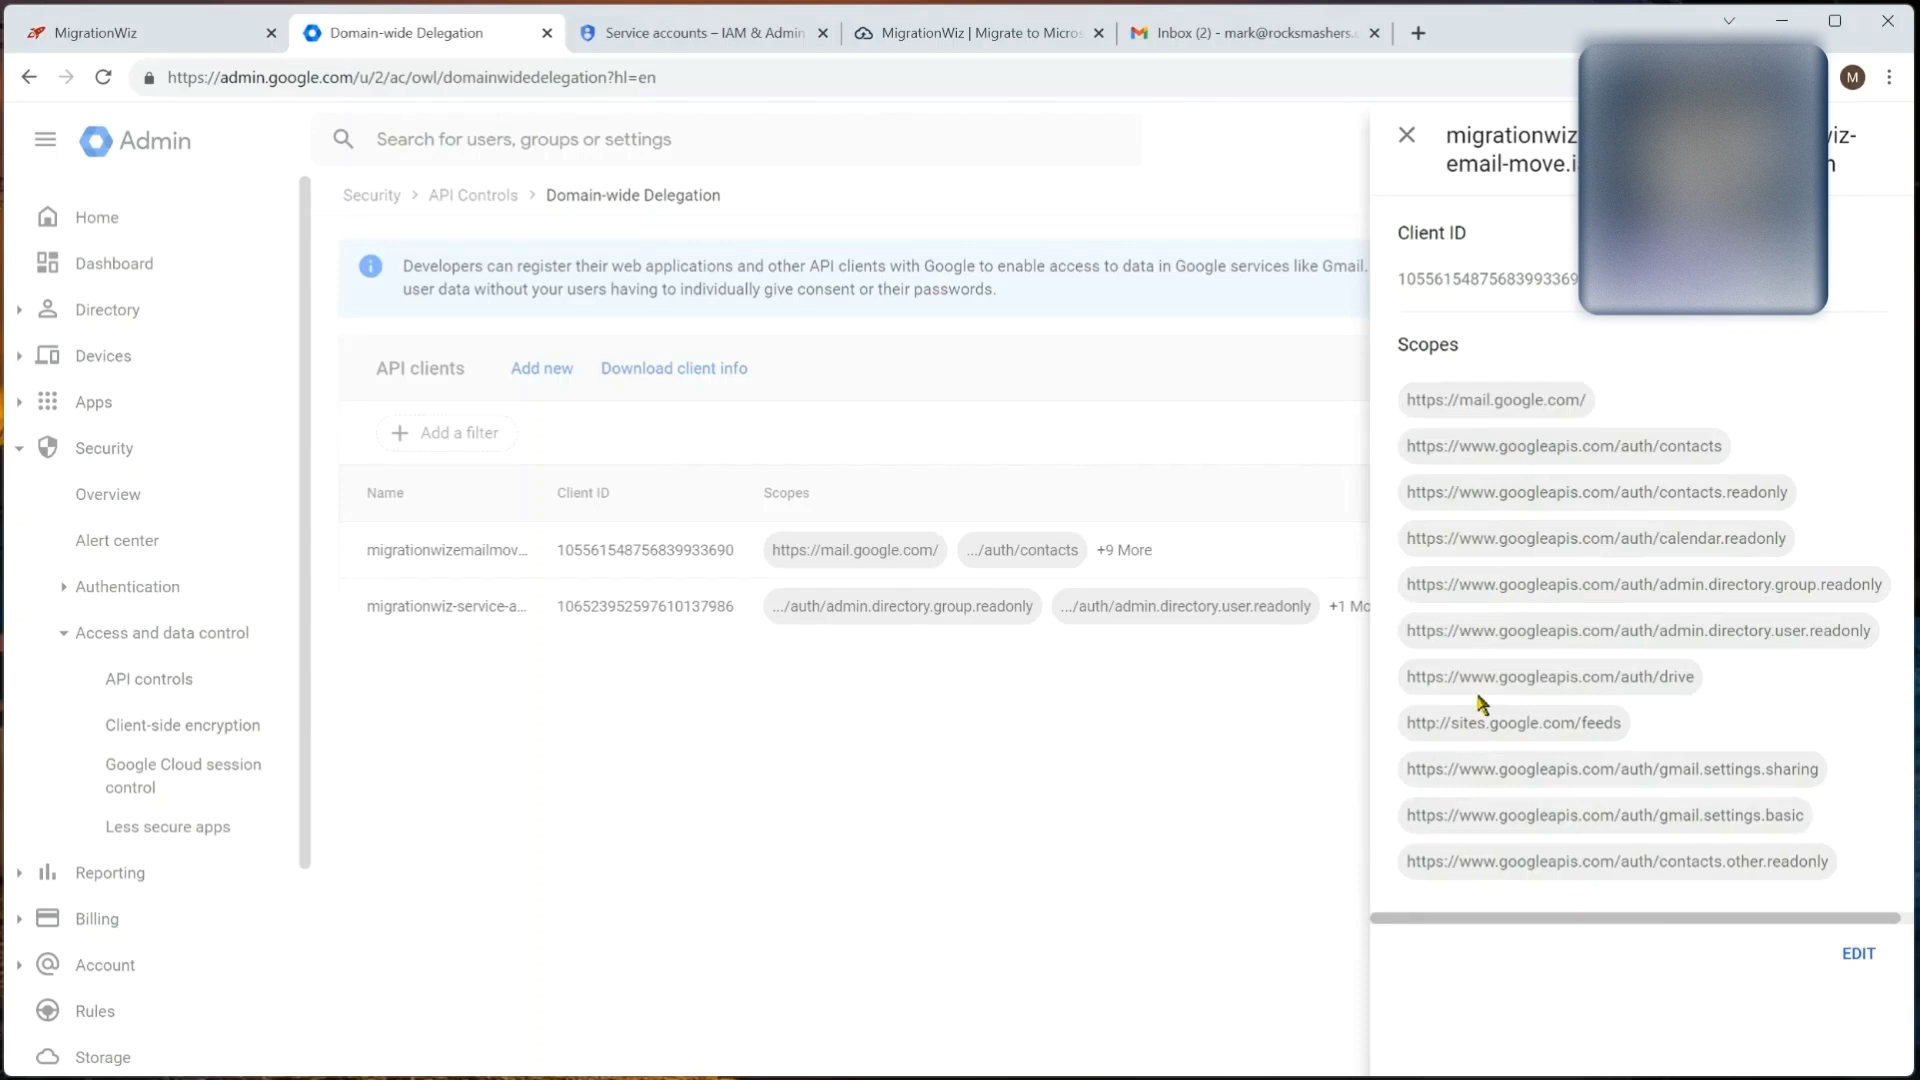 MigrationWiz
Domain-wide Delegation
Service accounts – IAM & Admin
MigrationWiz | Migrate to Micros
Inbox (2) - mark@rocksmashers.c
https://admin.google.com/u/2/ac/owl/domainwidedelegation?hl=en
M
Admin
Search for users, groups or settings
Home
Dashboard
Directory
Devices
Apps
Security
Overview
Alert center
Authentication
Access and data control
API controls
Client-side encryption
Google Cloud session
control
Less secure apps
Reporting
Billing
Account
Rules
Storage
Security > API Controls > Domain-wide Delegation
Developers can register their web applications and other API clients with Google to enable access to data in Google services like Gmail.
user data without your users having to individually give consent or their passwords.
API clients Add new Download client info
Add a filter
Name Client ID Scopes
migrationwizemailmov... 105561548756839933690 https://mail.google.com/ .../auth/contacts +9 More
migrationwiz-service-a... 106523952597610137986 .../auth/admin.directory.group.readonly .../auth/admin.directory.user.readonly +1 Mo
migrationwiz iz-
email-move.i
Client ID
10556154875683993369
Scopes
https://mail.google.com/
https://www.googleapis.com/auth/contacts
https://www.googleapis.com/auth/contacts.readonly
https://www.googleapis.com/auth/calendar.readonly
https://www.googleapis.com/auth/admin.directory.group.readonly
https://www.googleapis.com/auth/admin.directory.user.readonly
https://www.googleapis.com/auth/drive
http://sites.google.com/feeds
https://www.googleapis.com/auth/gmail.settings.sharing
https://www.googleapis.com/auth/gmail.settings.basic
https://www.googleapis.com/auth/contacts.other.readonly
EDIT